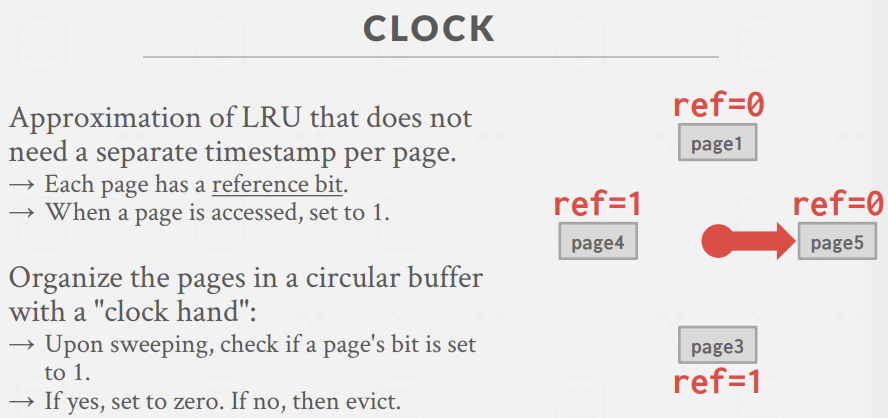 CLOCK
Approximation of LRU that does not
need a separate timestamp per page.
→ Each page has a reference bit.
→ When a page is accessed, set to 1.
Organize the pages in a circular buffer
with a "clock hand":
→ Upon sweeping, check if a page's bit is set
to 1.
→ If yes, set to zero. If no, then evict.
ref=0
page1
ref=1
page4
ref=0
page5
page3
ref=1